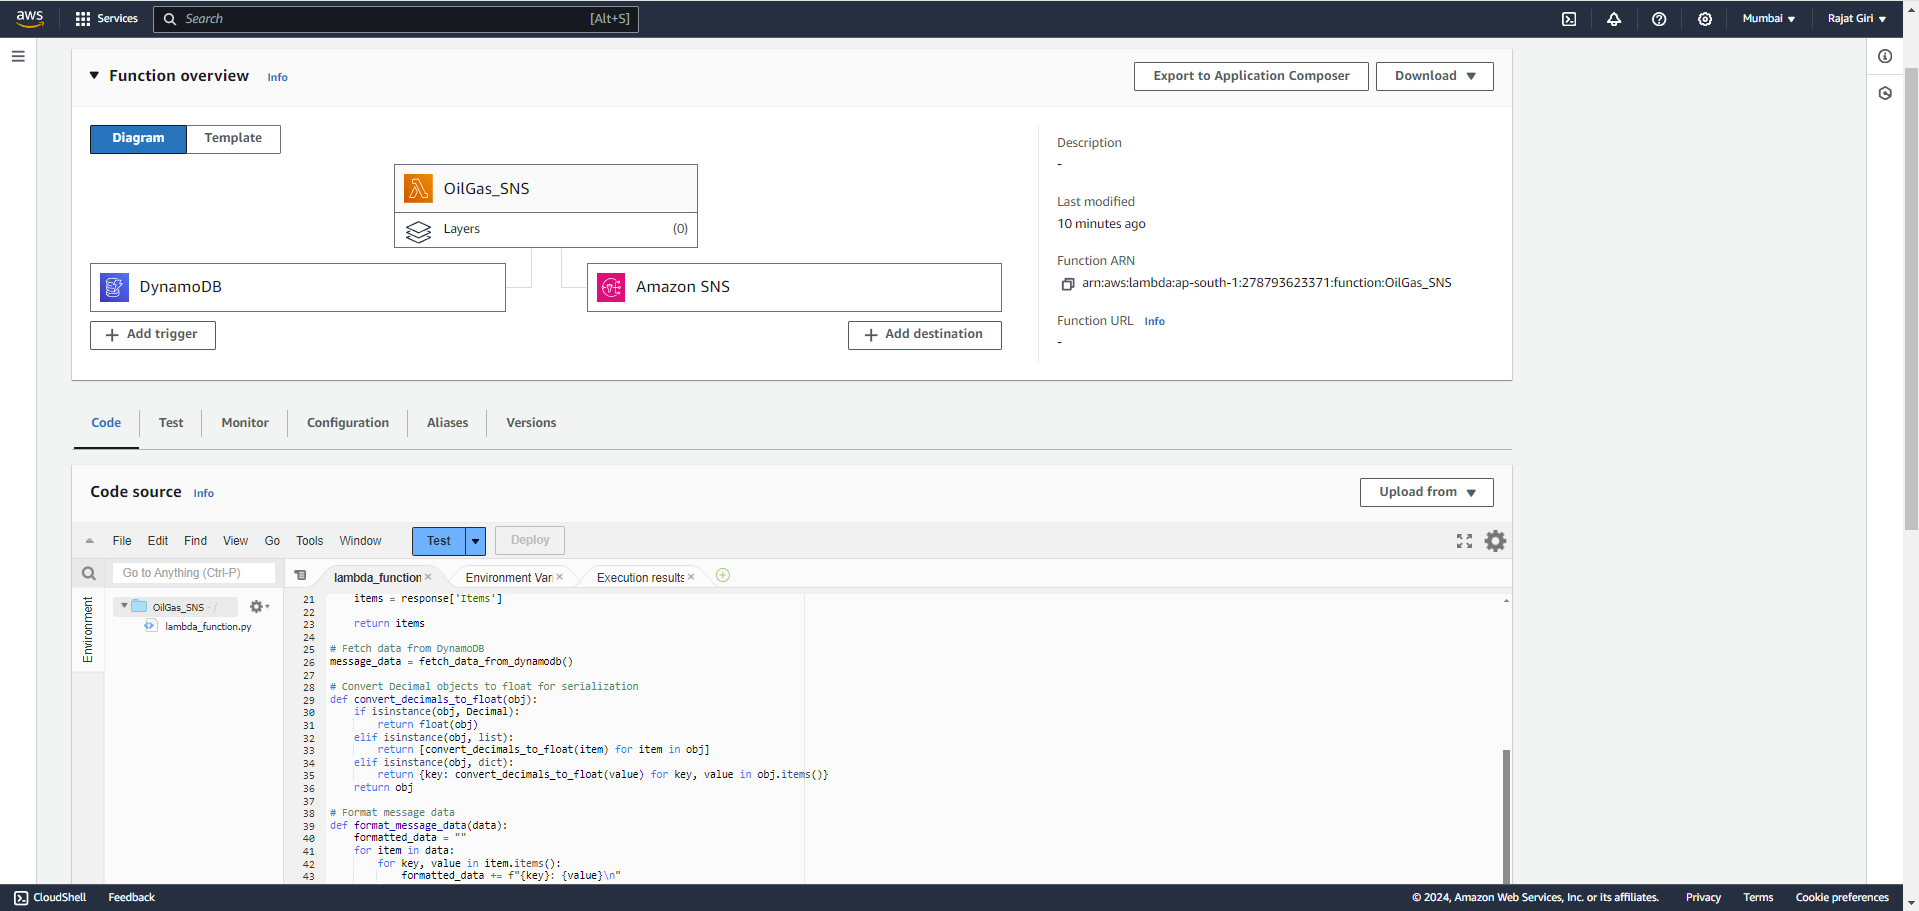 aws
Services
Search
[Alt+S]
Mumbai
Rajat Giri
Function overview
Info
Export to Application Composer
Download
Diagram
Template
OilGas_SNS
Layers
(0)
DynamoDB
Amazon SNS
Add trigger
Add destination
Description
-
Last modified
10 minutes ago
Function ARN
arn:aws:lambda:ap-south-1:278793623371:function:OilGas_SNS
Function URL
Info
-
Code
Test
Monitor
Configuration
Aliases
Versions
Code source
Info
Upload from
File
Edit
Find
View
Go
Tools
Window
Test
Deploy
Go to Anything (Ctrl-P)
lambda_function
Environment Vari
Execution results
Environment
OilGas_SNS - /
lambda_function.py
21     items = response['Items']
22
23     return items
24
25 # Fetch data from DynamoDB
26 message_data = fetch_data_from_dynamodb()
27
28 # Convert Decimal objects to float for serialization
29 def convert_decimals_to_float(obj):
30     if isinstance(obj, Decimal):
31         return float(obj)
32     elif isinstance(obj, list):
33         return [convert_decimals_to_float(item) for item in obj]
34     elif isinstance(obj, dict):
35         return {key: convert_decimals_to_float(value) for key, value in obj.items()}
36     return obj
37
38 # Format message data
39 def format_message_data(data):
40     formatted_data = ""
41     for item in data:
42         for key, value in item.items():
43             formatted_data += f"{key}: {value}\n"
CloudShell
Feedback
© 2024, Amazon Web Services, Inc. or its affiliates.
Privacy
Terms
Cookie preferences